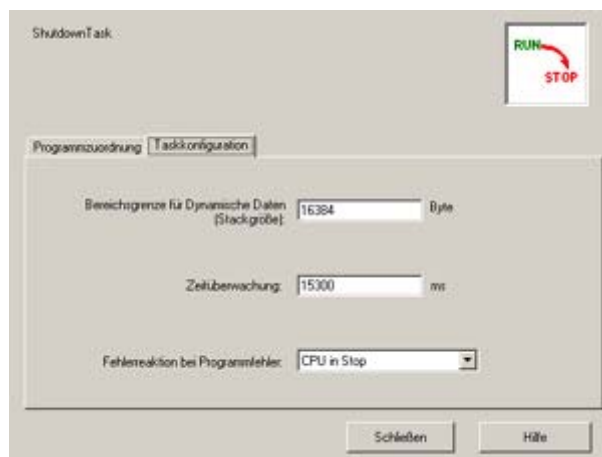 ShutdownTask
RUN
STOP
Programmzuordnung
Taskkonfiguration
Bereichsgrenze für Dynamische Daten
(Stackgröße):
16384
Byte
Zeitüberwachung:
15300
ms
Fehlerreaktion bei Programmfehler:
CPU in Stop
Schließen
Hilfe